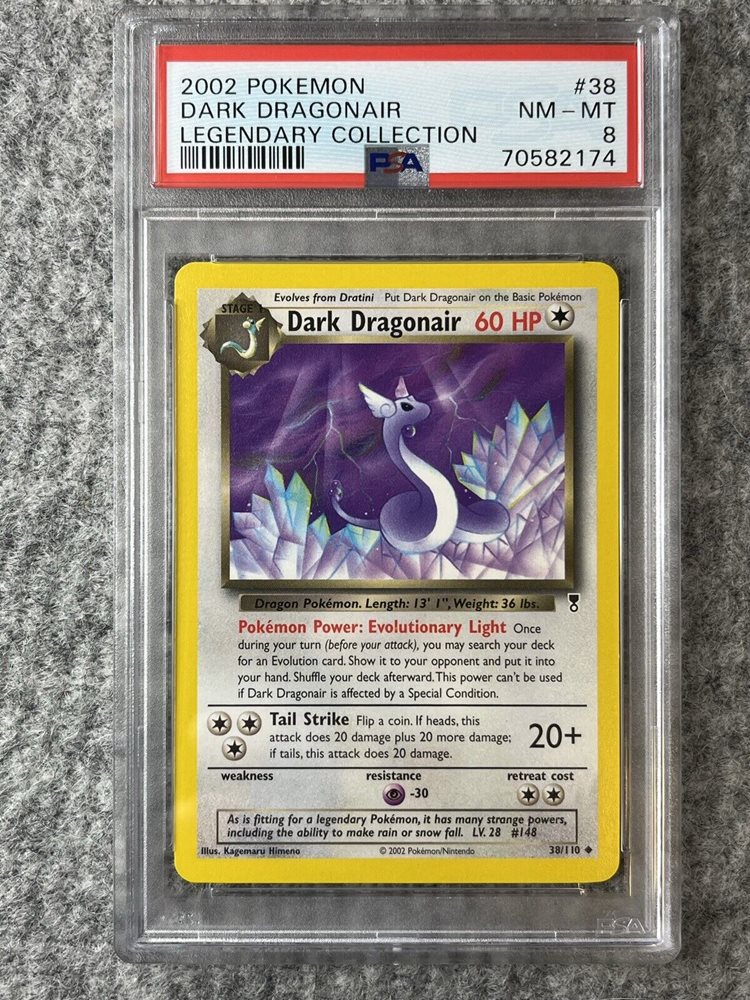 2002 POKEMON #38
DARK DRAGONAIR NM - MT
LEGENDARY COLLECTION 8
PSA 70582174
Evolves from Dratini Put Dark Dragonair on the Basic Pokémon
STAGE 1
Dark Dragonair 60 HP
Dragon Pokémon. Length: 13' 1", Weight: 36 lbs.
Pokémon Power: Evolutionary Light Once
during your turn (before your attack), you may search your deck
for an Evolution card. Show it to your opponent and put it into
your hand. Shuffle your deck afterward. This power can't be used
if Dark Dragonair is affected by a Special Condition.
Tail Strike Flip a coin. If heads, this
attack does 20 damage plus 20 more damage;
if tails, this attack does 20 damage.
20+
weakness resistance retreat cost
-30
As is fitting for a legendary Pokémon, it has many strange powers,
including the ability to make rain or snow fall. LV. 28 #148
Illus. Kagemaru Himeno © 2002 Pokémon/Nintendo 38/110
PSA